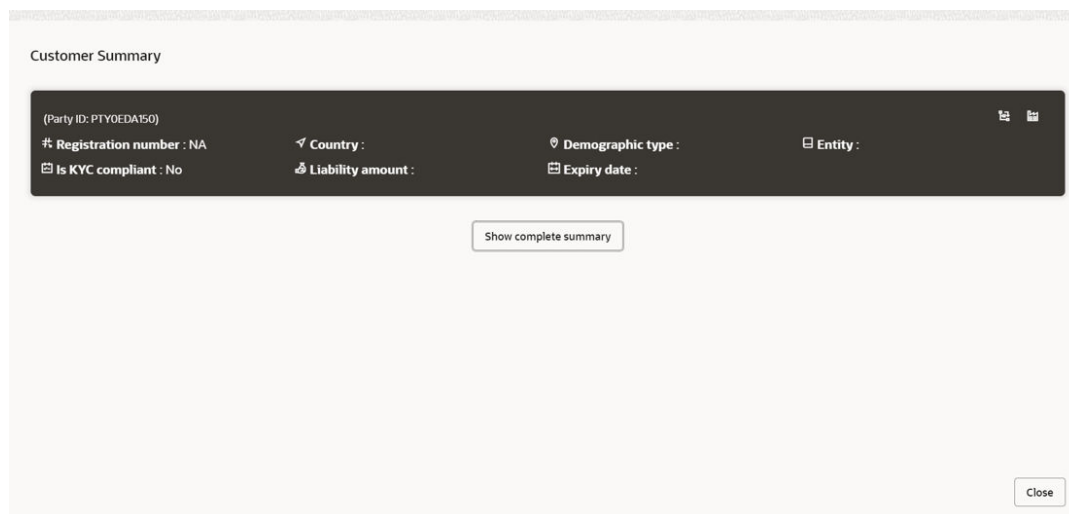 Customer Summary
(Party ID: PTY0EDA150)
Registration number : NA Country : Demographic type : Entity :
Is KYC compliant : No Liability amount : Expiry date :
Show complete summary
Close